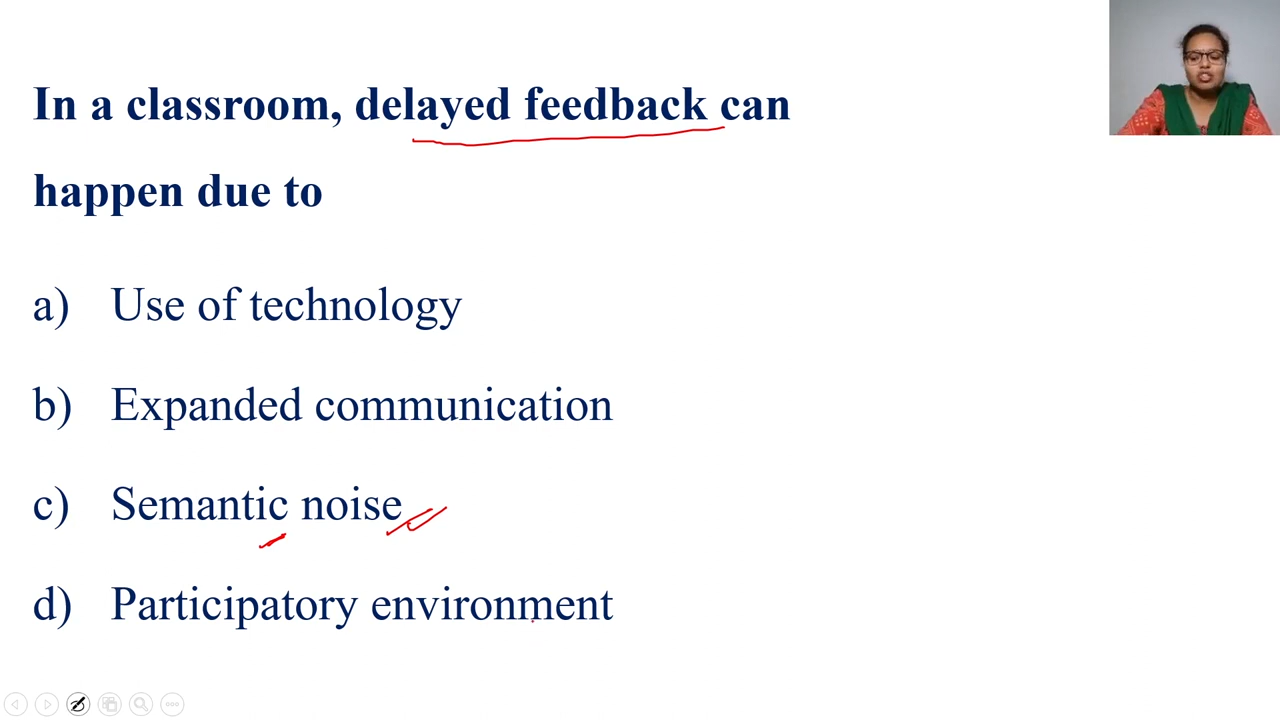 In a classroom, delayed feedback can
happen due to
a) Use of technology
b) Expanded communication
c) Semantic noise
d) Participatory environment